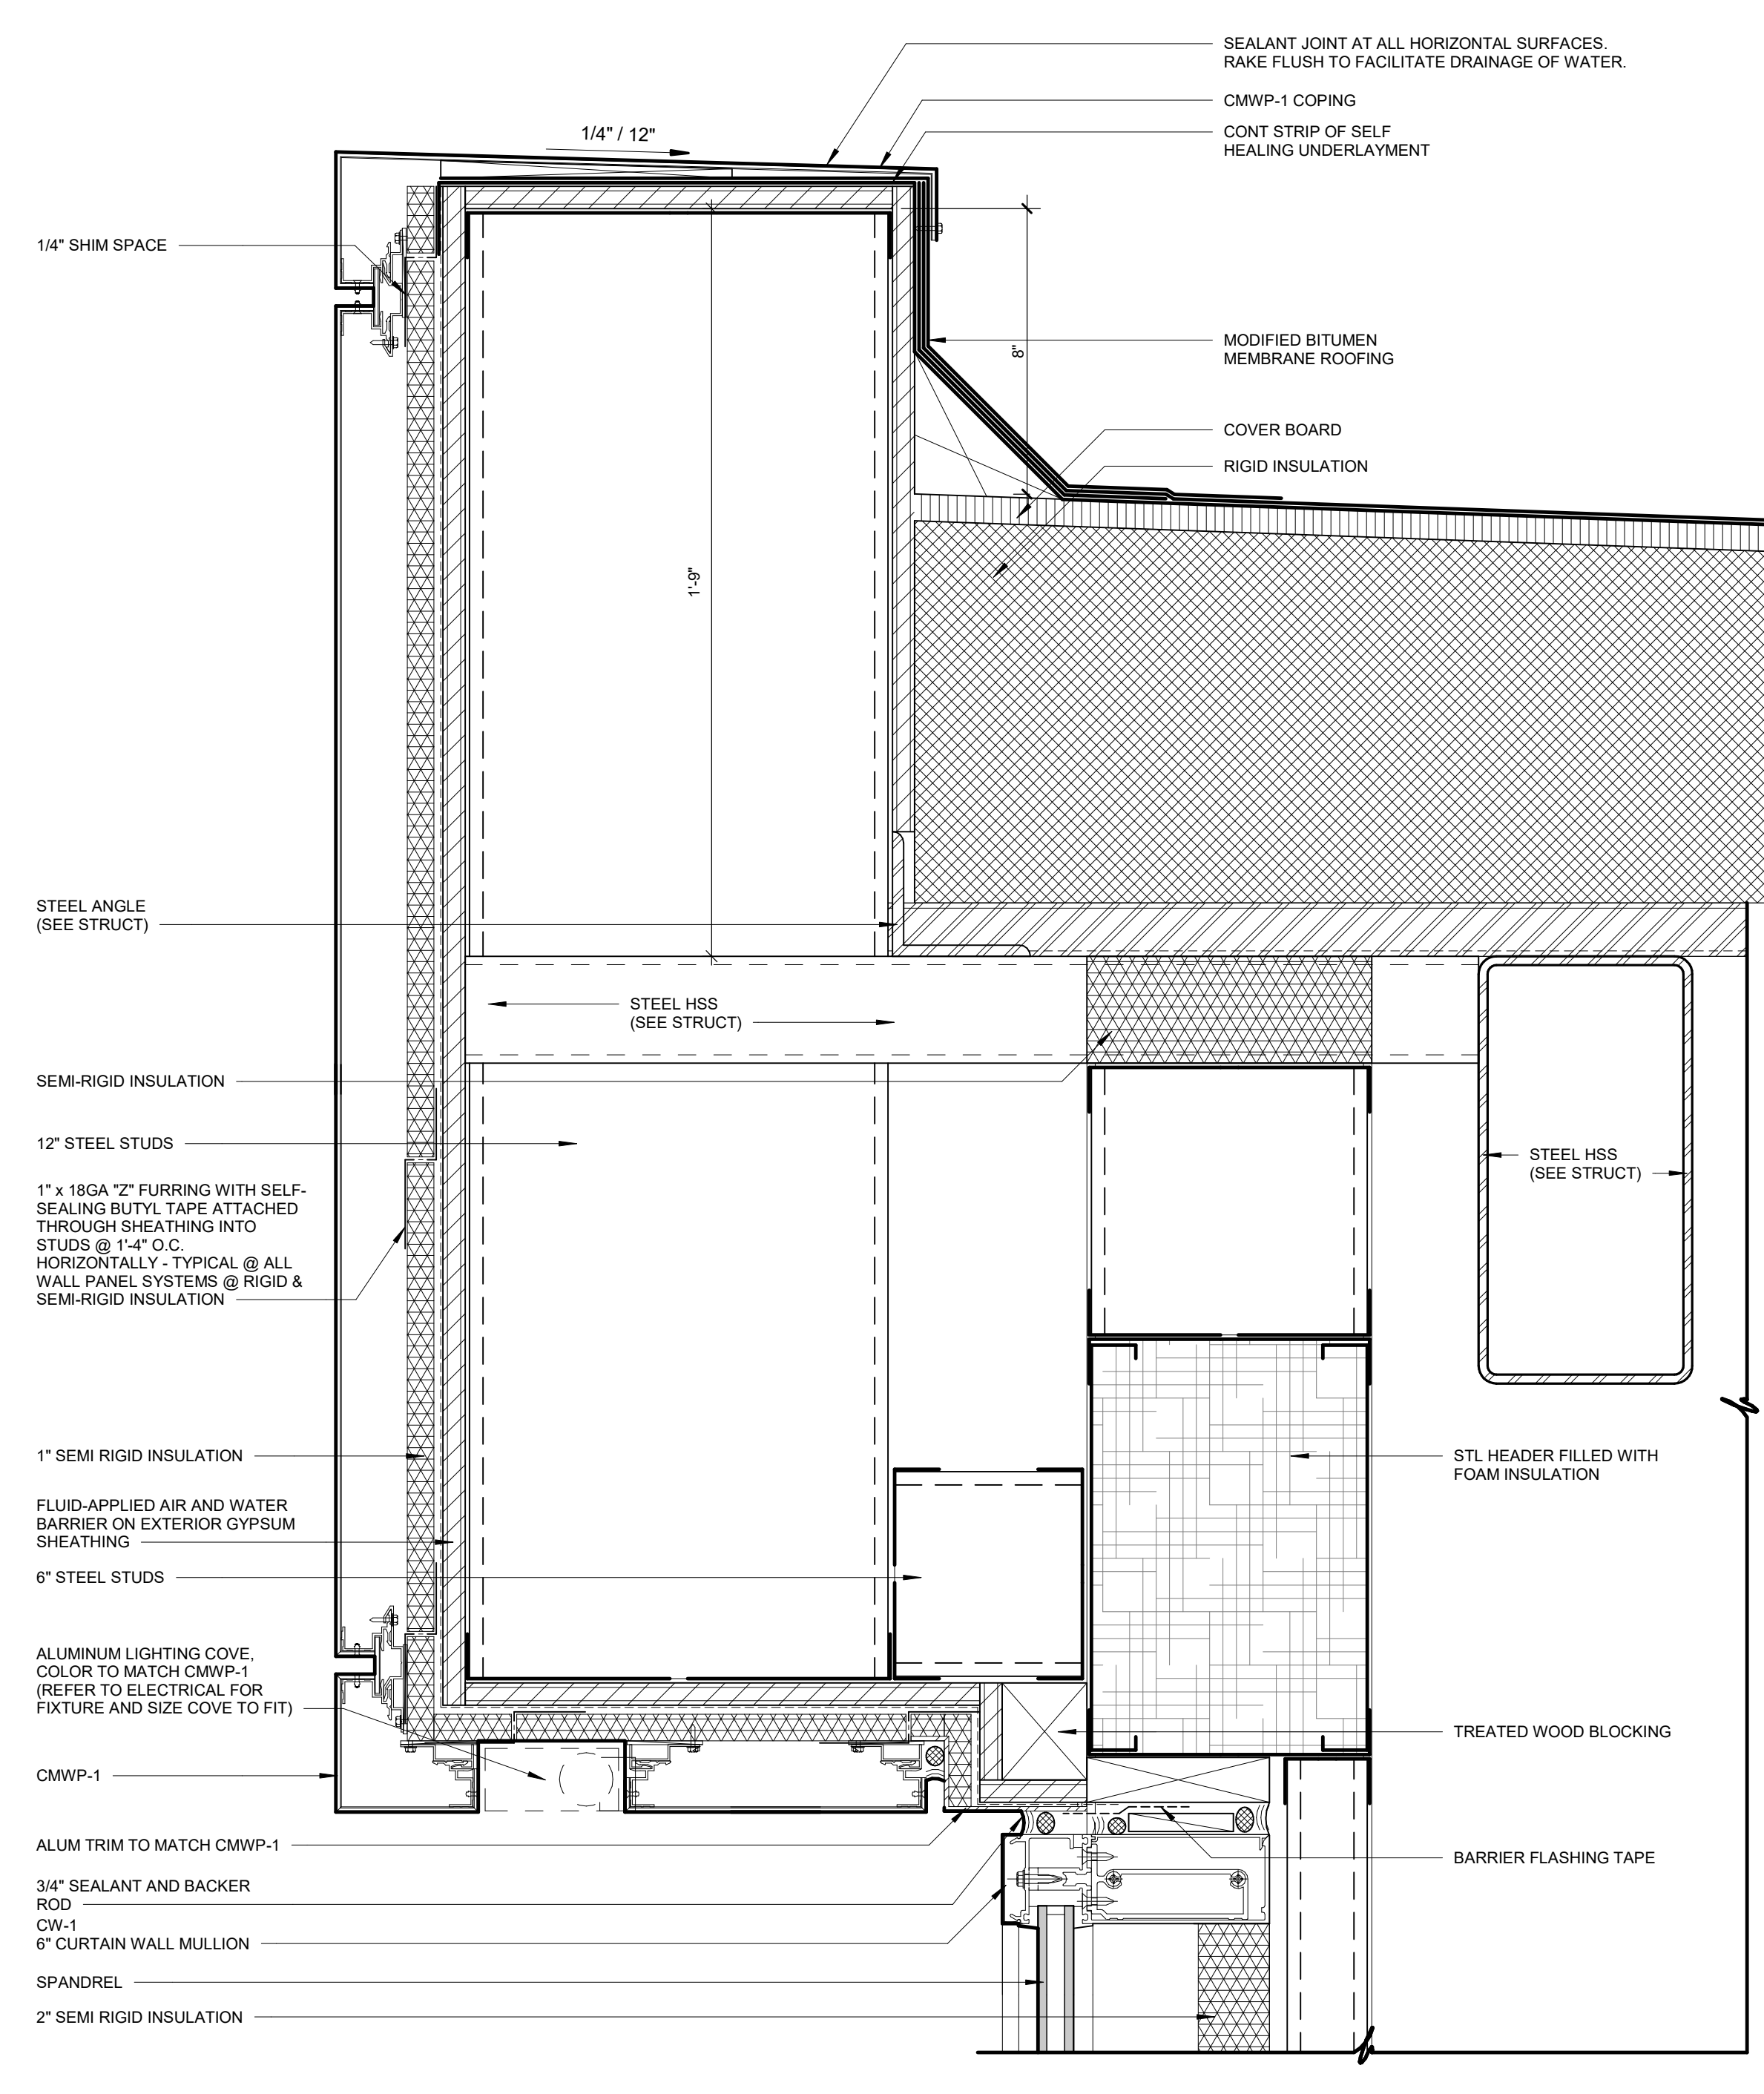 SEALANT JOINT AT ALL HORIZONTAL SURFACES.
RAKE FLUSH TO FACILITATE DRAINAGE OF WATER.
CMWP-1 COPING
CONT STRIP OF SELF
HEALING UNDERLAYMENT
1/4" / 12"
1/4" SHIM SPACE
MODIFIED BITUMEN
MEMBRANE ROOFING
8"
COVER BOARD
RIGID INSULATION
1'-9"
STEEL ANGLE
(SEE STRUCT)
STEEL HSS
(SEE STRUCT)
SEMI-RIGID INSULATION
12" STEEL STUDS
STEEL HSS
(SEE STRUCT)
1" x 18GA "Z" FURRING WITH SELF-
SEALING BUTYL TAPE ATTACHED
THROUGH SHEATHING INTO
STUDS @ 1'-4" O.C.
HORIZONTALLY - TYPICAL @ ALL
WALL PANEL SYSTEMS @ RIGID &
SEMI-RIGID INSULATION
1" SEMI RIGID INSULATION
STL HEADER FILLED WITH
FOAM INSULATION
FLUID-APPLIED AIR AND WATER
BARRIER ON EXTERIOR GYPSUM
SHEATHING
6" STEEL STUDS
ALUMINUM LIGHTING COVE,
COLOR TO MATCH CMWP-1
(REFER TO ELECTRICAL FOR
FIXTURE AND SIZE COVE TO FIT)
TREATED WOOD BLOCKING
CMWP-1
ALUM TRIM TO MATCH CMWP-1
BARRIER FLASHING TAPE
3/4" SEALANT AND BACKER
ROD
CW-1
6" CURTAIN WALL MULLION
SPANDREL
2" SEMI RIGID INSULATION